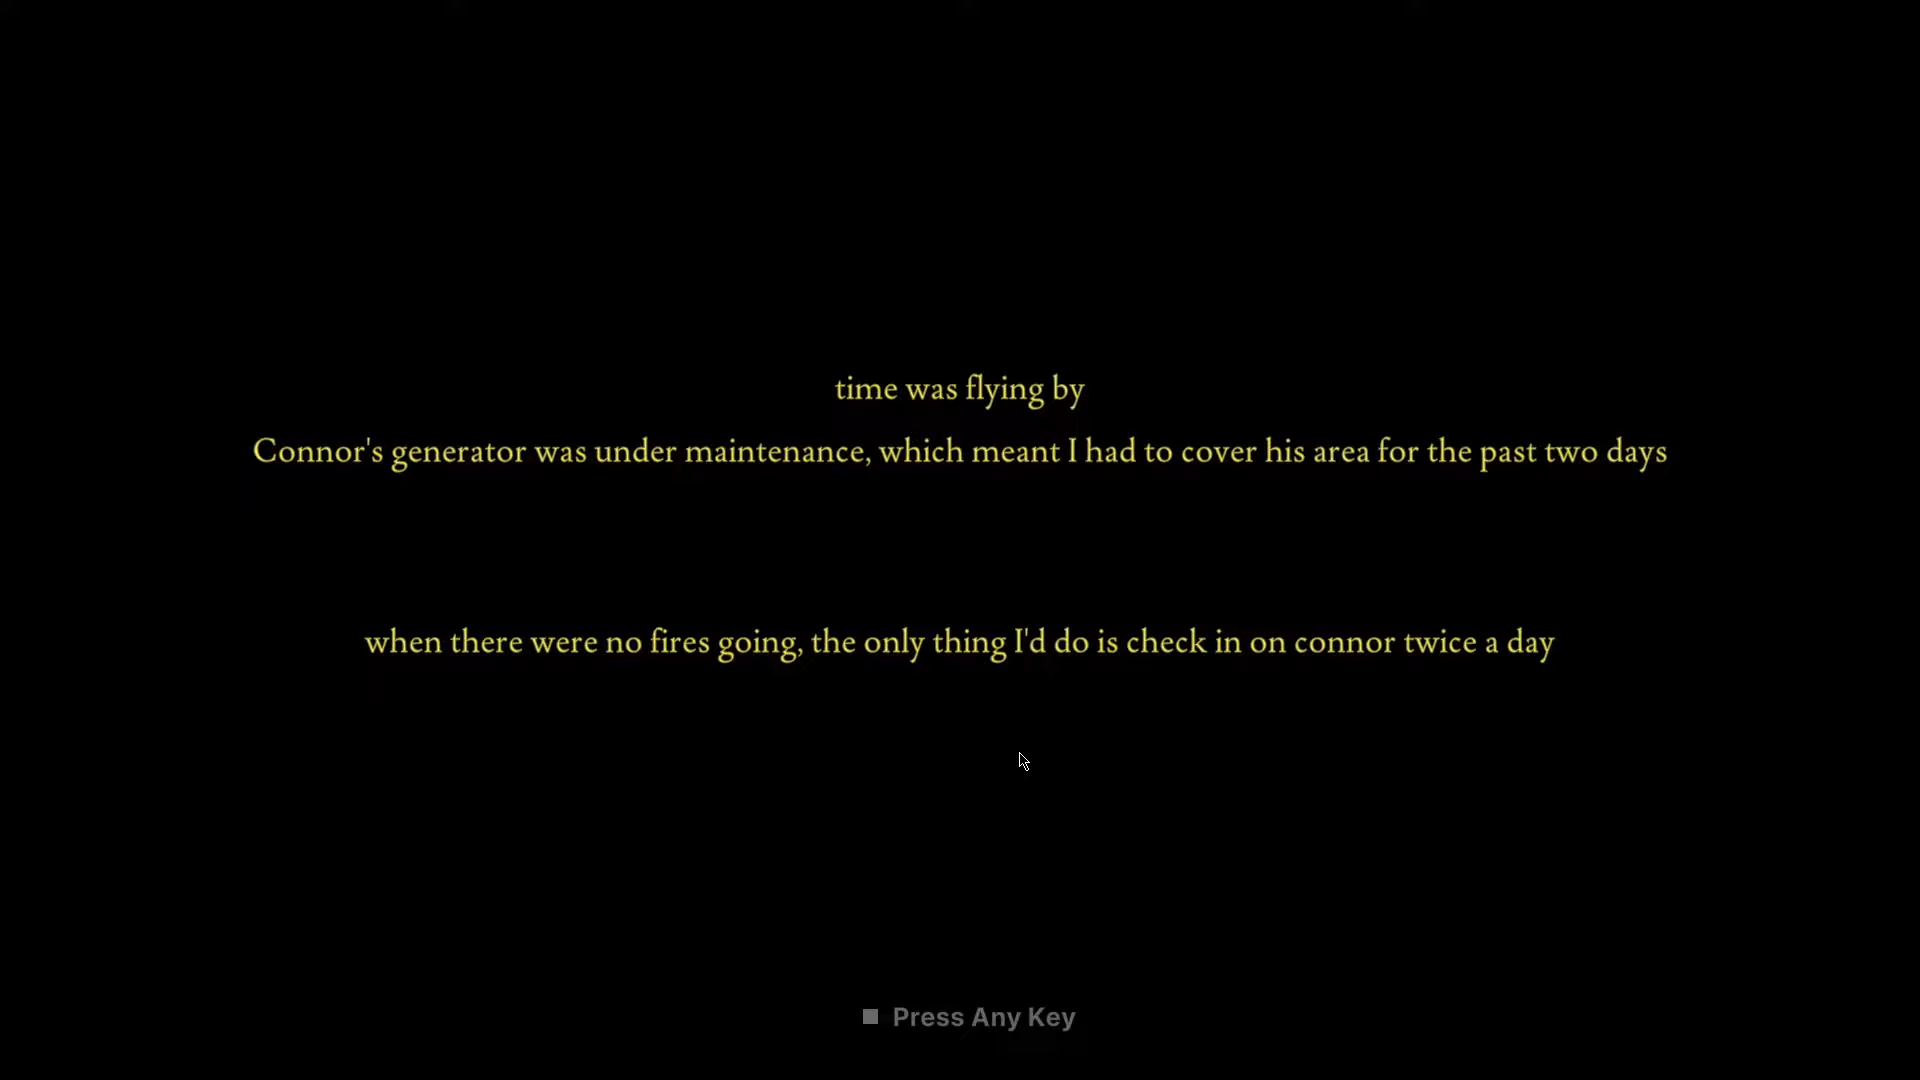 time was flying by
Connor's generator was under maintenance, which meant I had to cover his area for the past two days
when there were no fires going, the only thing I'd do is check in on connor twice a day
Press Any Key